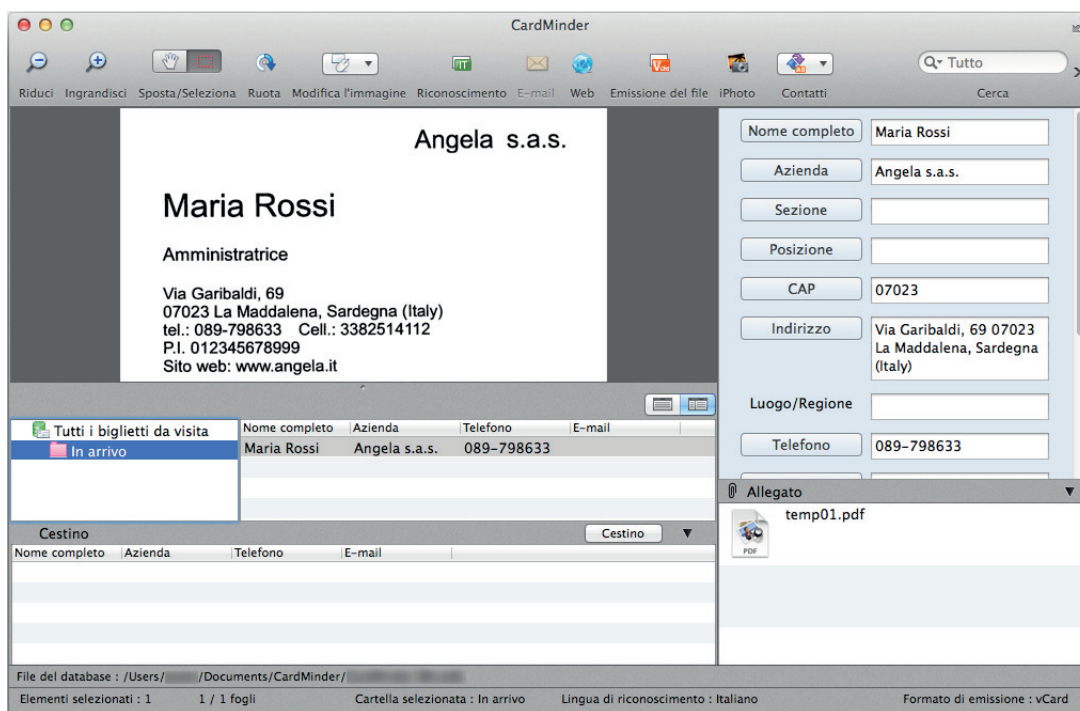 CardMinder
Tutto
Riduci Ingrandisci Sposta/Seleziona Ruota Modifica l'immagine Riconoscimento E-mail Web Emissione del file iPhoto Contatti Cerca
Angela s.a.s.
Maria Rossi
Amministratrice
Via Garibaldi, 69
07023 La Maddalena, Sardegna (Italy)
tel.: 089-798633 Cell.: 3382514112
P.I. 012345678999
Sito web: www.angela.it
Nome completo Maria Rossi
Azienda Angela s.a.s.
Sezione
Posizione
CAP 07023
Indirizzo Via Garibaldi, 69 07023
La Maddalena, Sardegna
(Italy)
Luogo/Regione
Telefono 089-798633
Tutti i biglietti da visita
In arrivo
Nome completo Azienda Telefono E-mail
Maria Rossi Angela s.a.s. 089-798633
Cestino Cestino
Nome completo Azienda Telefono E-mail
Allegato
temp01.pdf
PDF
File del database : /Users/ /Documents/CardMinder/
Elementi selezionati : 1 1 / 1 fogli Cartella selezionata : In arrivo Lingua di riconoscimento : Italiano Formato di emissione : vCard